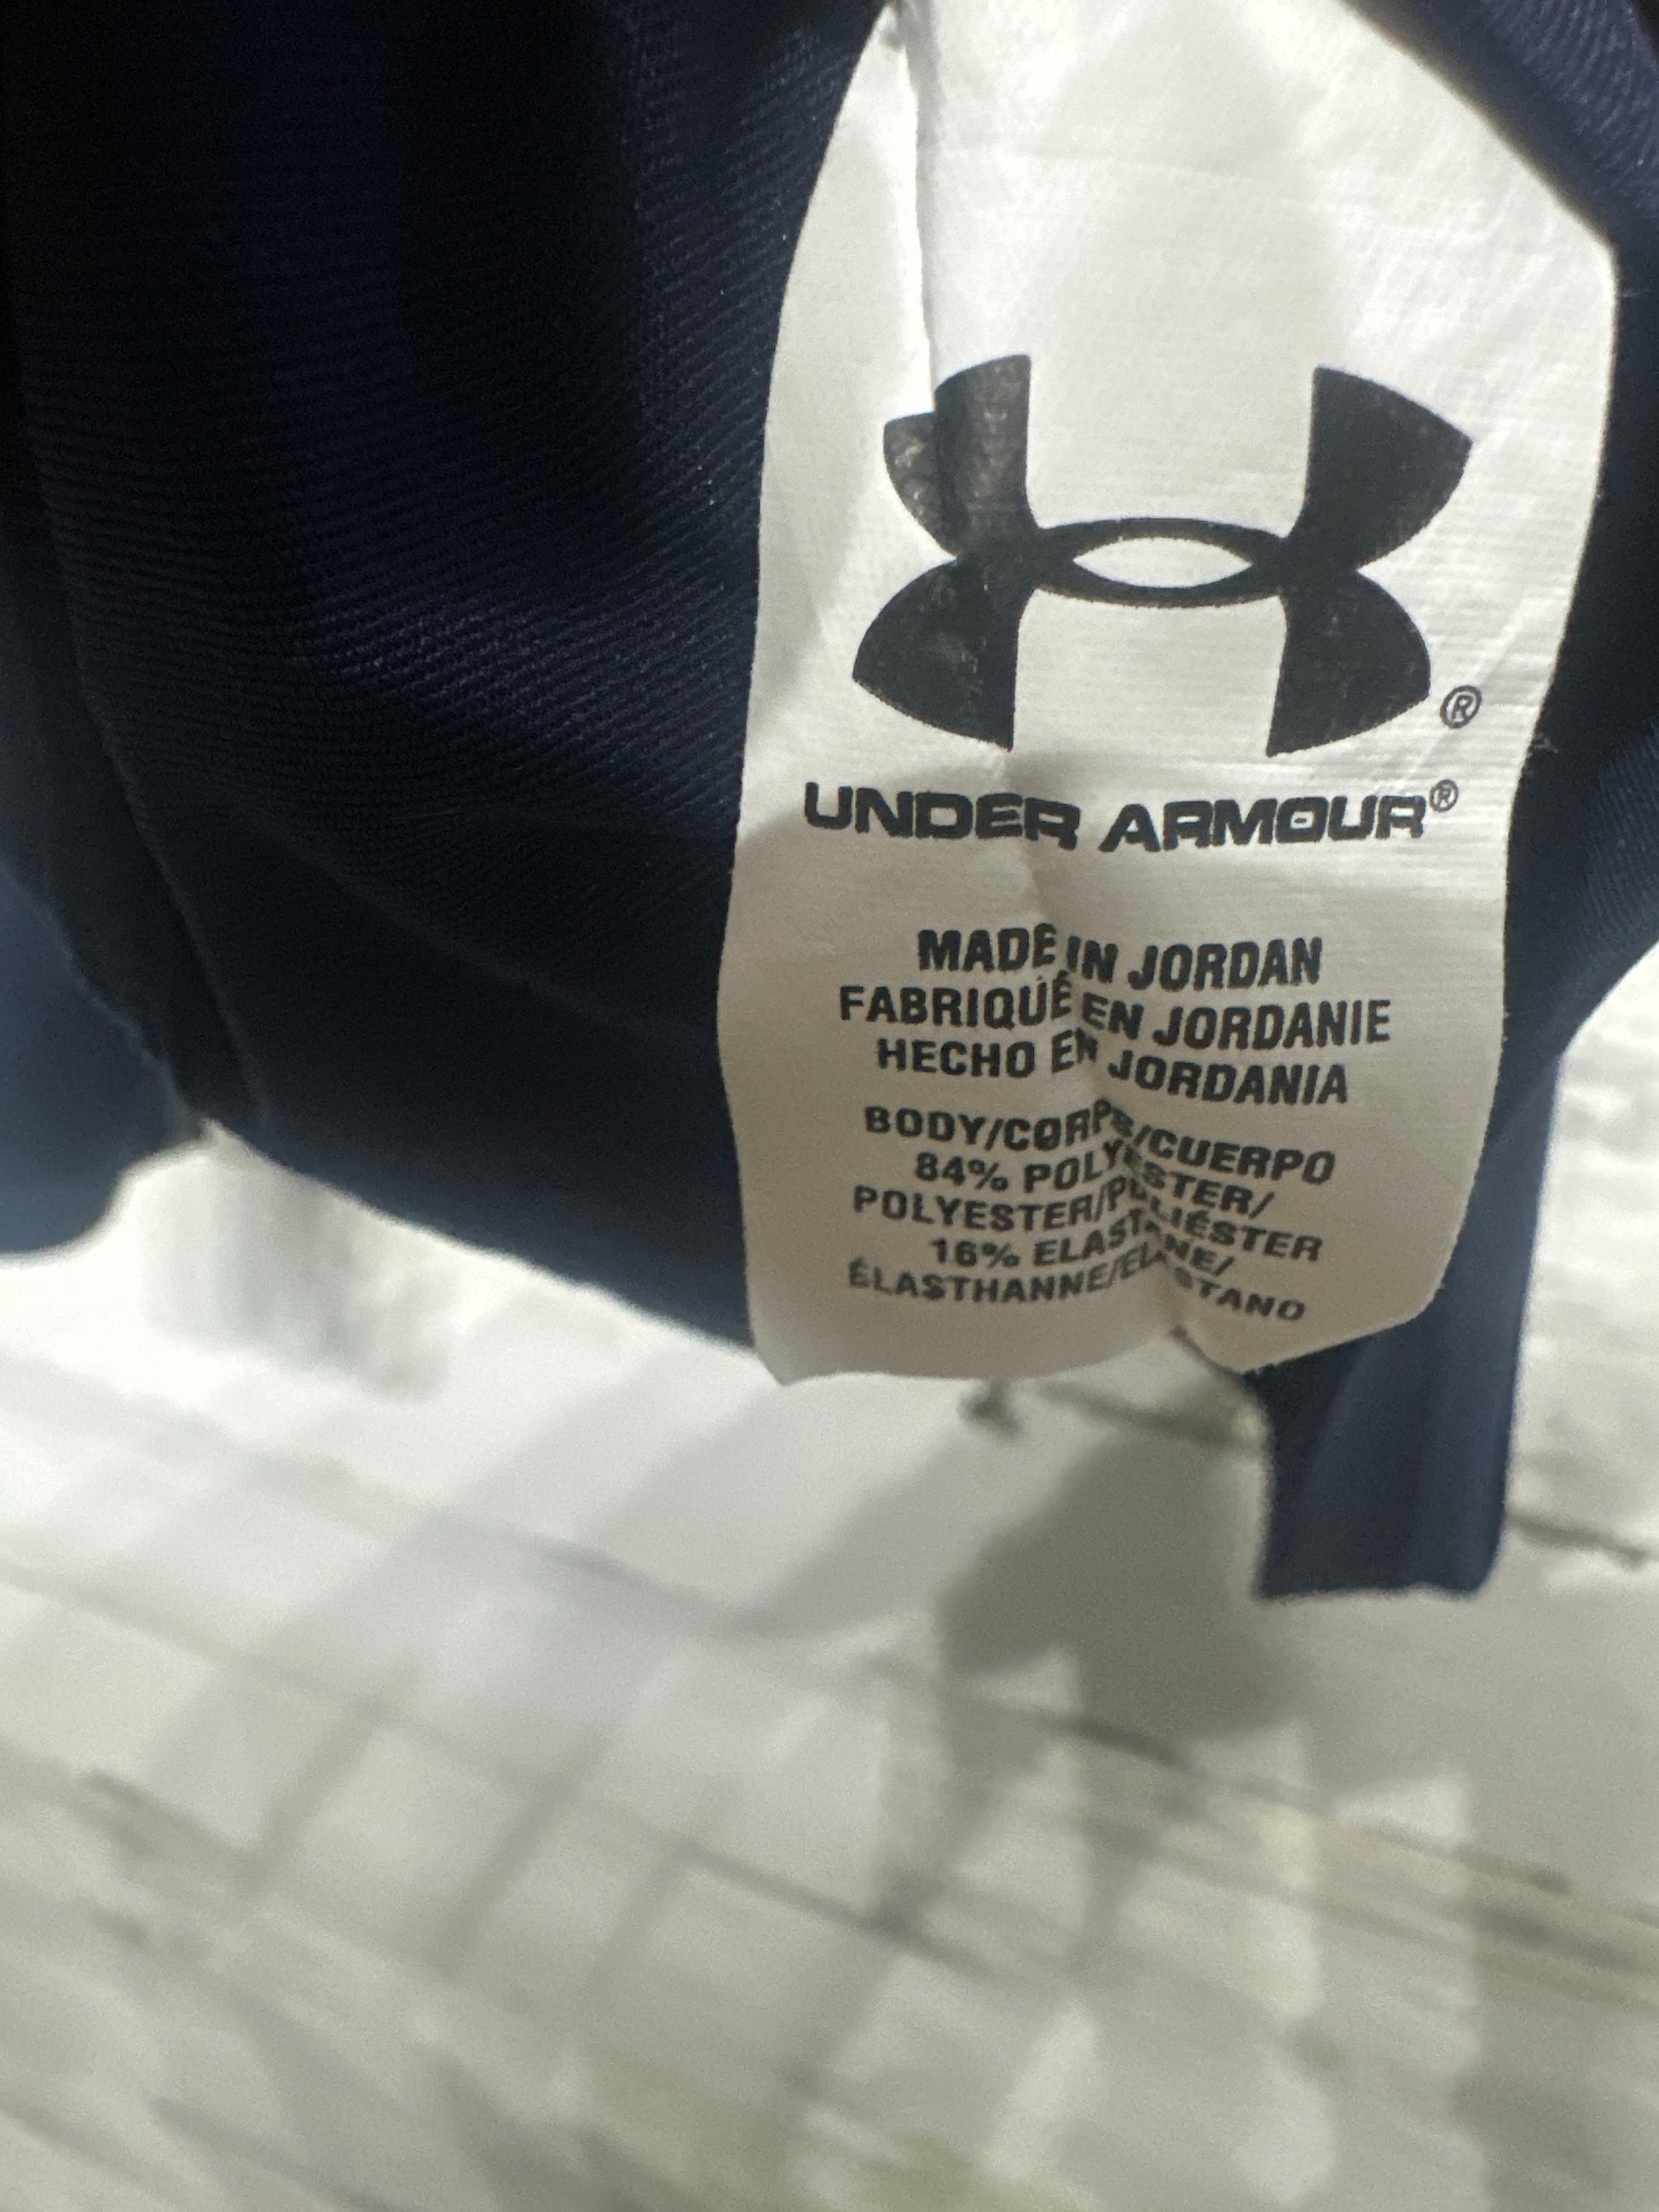 ®
UNDER ARMOUR®
MADE IN JORDAN
FABRIQUÉ EN JORDANIE
HECHO EN JORDANIA
BODY/CORPS/CUERPO
84% POLYESTER/
POLYESTER/POLIÉSTER
16% ELASTANE/
ÉLASTHANNE/ELASTANO